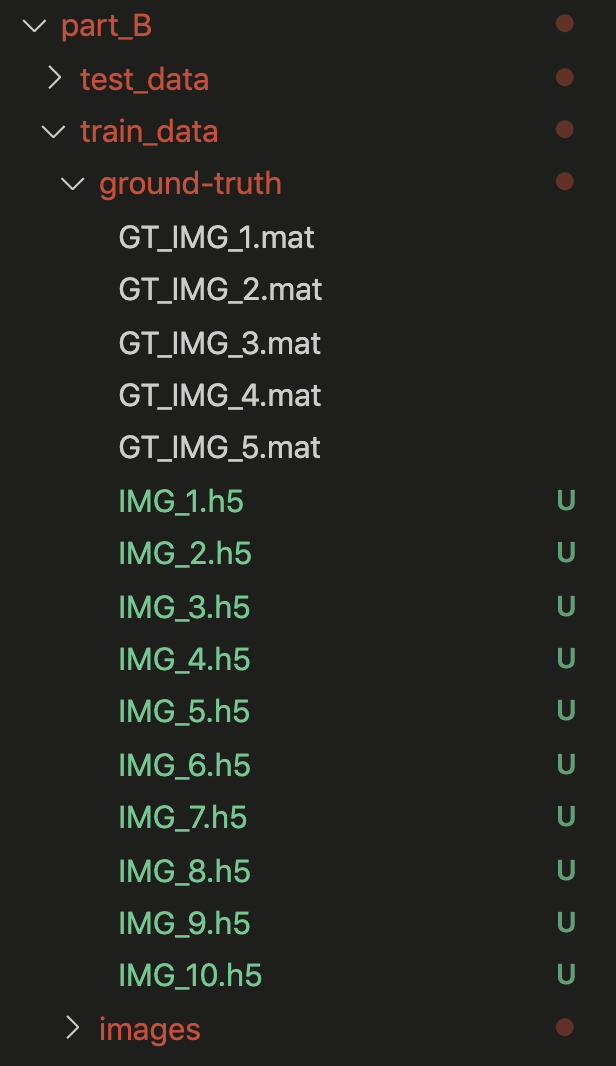 part_B
test_data
train_data
ground-truth
GT_IMG_1.mat
GT_IMG_2.mat
GT_IMG_3.mat
GT_IMG_4.mat
GT_IMG_5.mat
IMG_1.h5 U
IMG_2.h5 U
IMG_3.h5 U
IMG_4.h5 U
IMG_5.h5 U
IMG_6.h5 U
IMG_7.h5 U
IMG_8.h5 U
IMG_9.h5 U
IMG_10.h5 U
images